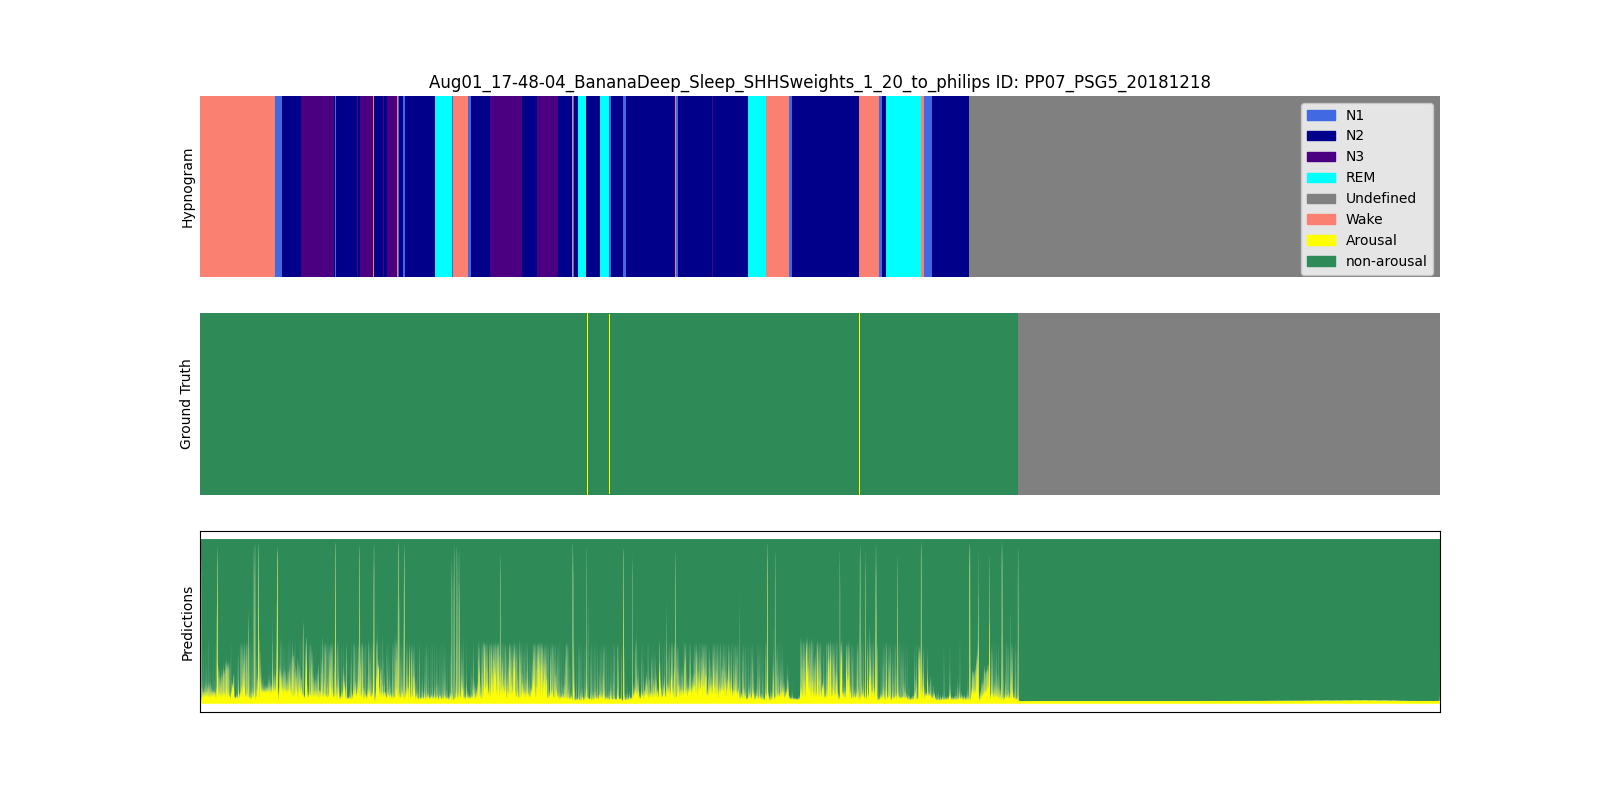 Aug01_17-48-04_BananaDeep_Sleep_SHHSweights_1_20_to_philips ID: PP07_PSG5_20181218
Hypnogram
N1
N2
N3
REM
Undefined
Wake
Arousal
non-arousal
Ground Truth
Predictions